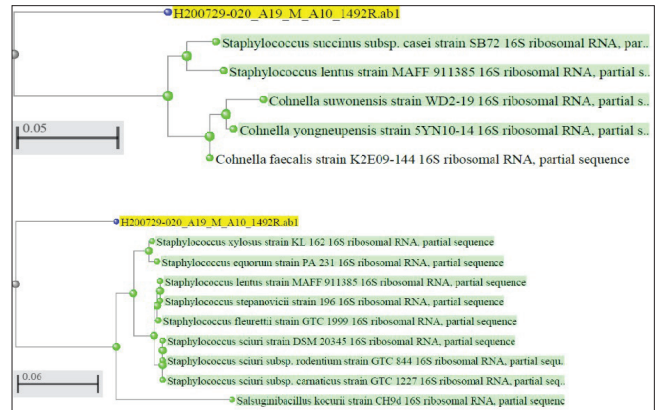 H200729-020_A19_M_A10_1492R.ab1
Staphylococcus succinus subsp. casei strain SB72 16S ribosomal RNA, par..
Staphylococcus lentus strain MAFF 911385 16S ribosomal RNA, partial s..
Cohnella suwonensis strain WD2-19 16S ribosomal RNA, partial s..
Cohnella yongneupensis strain 5YN10-14 16S ribosomal RNA, partial s..
Cohnella faecalis strain K2E09-144 16S ribosomal RNA, partial sequence
0.05
H200729-020_A19_M_A10_1492R.ab1
Staphylococcus xylosus strain KL 162 16S ribosomal RNA, partial sequence
Staphylococcus equorum strain PA 231 16S ribosomal RNA, partial sequence
Staphylococcus lentus strain MAFF 911385 16S ribosomal RNA, partial sequence
Staphylococcus stepanovicii strain 196 16S ribosomal RNA, partial sequence
Staphylococcus fleurettii strain GTC 1999 16S ribosomal RNA, partial sequence
Staphylococcus sciuri strain DSM 20345 16S ribosomal RNA, partial sequence
Staphylococcus sciuri subsp. rodentium strain GTC 844 16S ribosomal RNA, partial sequ..
Staphylococcus sciuri subsp. carnaticus strain GTC 1227 16S ribosomal RNA, partial seq..
Salsuginibacillus kocurii strain CH9d 16S ribosomal RNA, partial sequenc
0.06